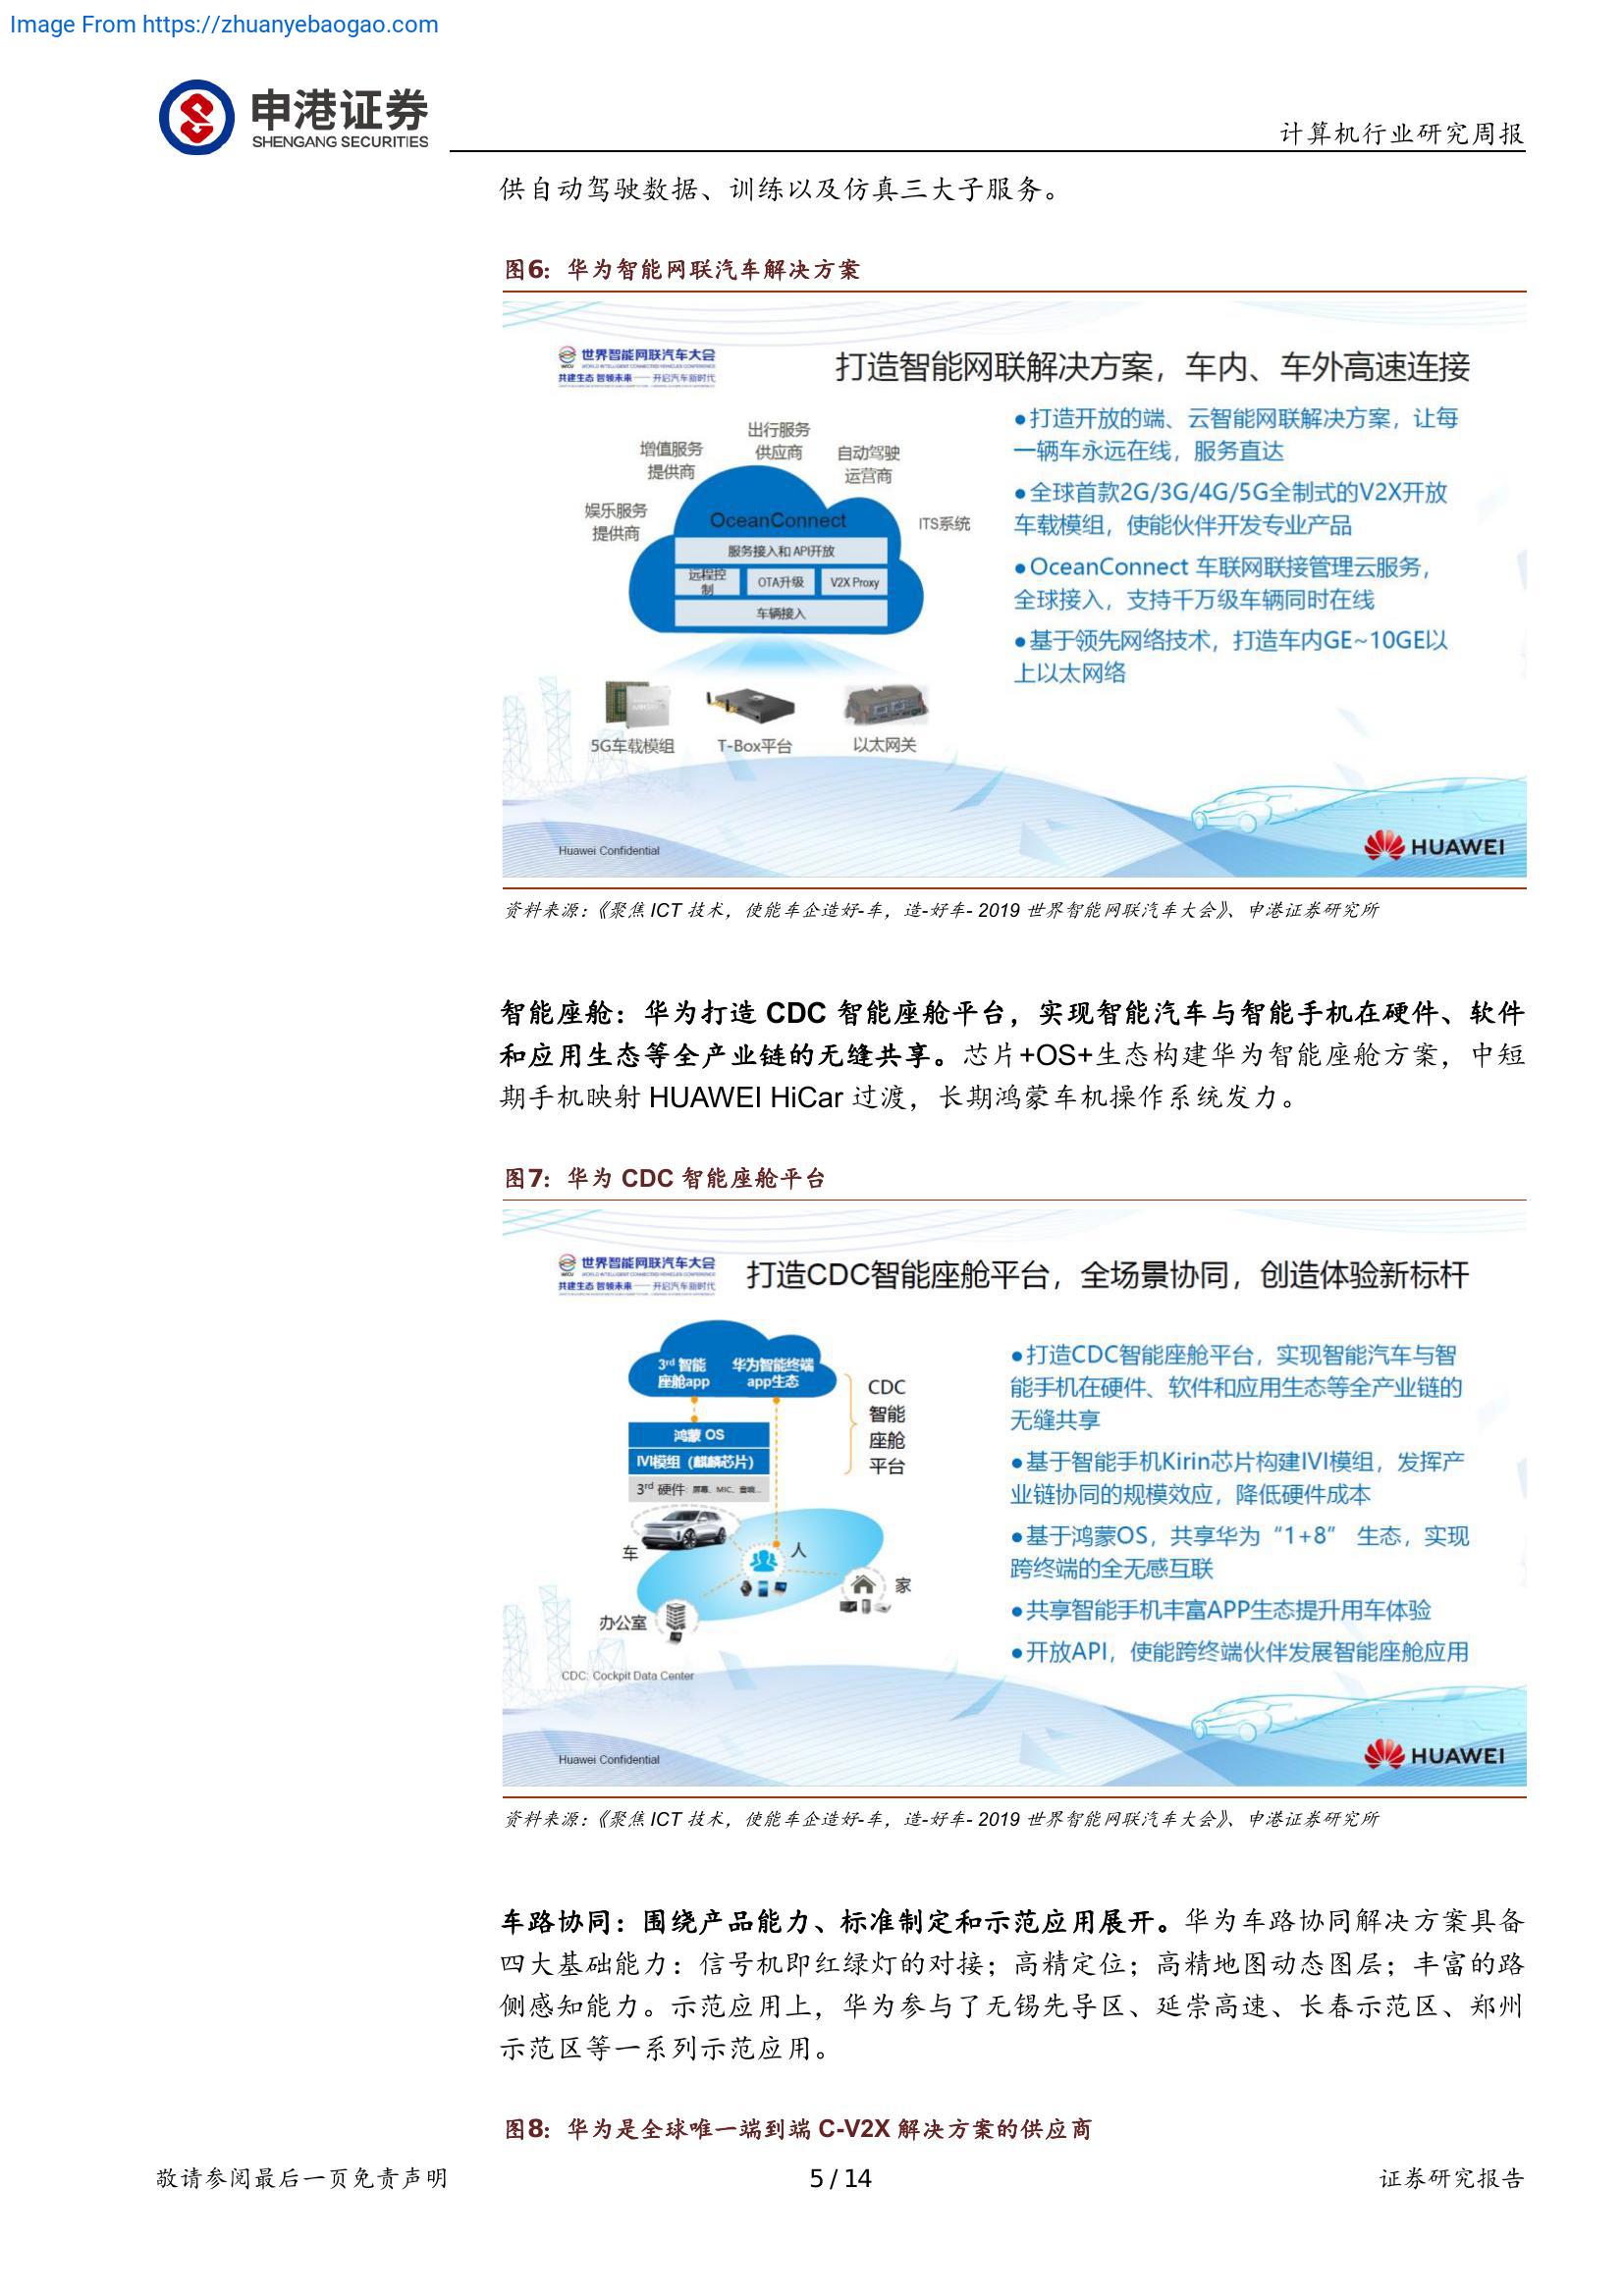 Image From https://zhuanyebaogao.com
申港证券
SHENGANG SECURITIES
计算机行业研究周报
供自动驾驶数据、训练以及仿真三大子服务。
图6：华为智能网联汽车解决方案
世界智能网联汽车大会
WORLD INTELLIGENT CONNECTED VEHICLES CONFERENCE
共建生态 智领未来——开启汽车新时代
打造智能网联解决方案，车内、车外高速连接
出行服务
供应商
增值服务
提供商
自动驾驶
运营商
娱乐服务
提供商
ITS系统
OceanConnect
服务接入和 API开放
远程控
制
OTA升级
V2X Proxy
车辆接入
5G车载模组
T-Box平台
以太网关
●打造开放的端、云智能网联解决方案，让每
一辆车永远在线，服务直达
●全球首款2G/3G/4G/5G全制式的V2X开放
车载模组，使能伙伴开发专业产品
●OceanConnect 车联网联接管理云服务，
全球接入，支持千万级车辆同时在线
●基于领先网络技术，打造车内GE~10GE以
上以太网络
Huawei Confidential
HUAWEI
资料来源：《聚焦 ICT 技术，使能车企造好-车，造-好车- 2019 世界智能网联汽车大会》、申港证券研究所
智能座舱：华为打造 CDC 智能座舱平台，实现智能汽车与智能手机在硬件、软件
和应用生态等全产业链的无缝共享。芯片+OS+生态构建华为智能座舱方案，中短
期手机映射 HUAWEI HiCar 过渡，长期鸿蒙车机操作系统发力。
图7：华为 CDC 智能座舱平台
世界智能网联汽车大会
WORLD INTELLIGENT CONNECTED VEHICLES CONFERENCE
共建生态 智领未来——开启汽车新时代
打造CDC智能座舱平台，全场景协同，创造体验新标杆
3rd 智能
座舱app
华为智能终端
app生态
鸿蒙 OS
IVI模组（麒麟芯片）
3rd 硬件: 屏幕、MIC、音响...
CDC
智能
座舱
平台
车
人
家
办公室
CDC: Cockpit Data Center
●打造CDC智能座舱平台，实现智能汽车与智
能手机在硬件、软件和应用生态等全产业链的
无缝共享
●基于智能手机Kirin芯片构建IVI模组，发挥产
业链协同的规模效应，降低硬件成本
●基于鸿蒙OS，共享华为“1+8” 生态，实现
跨终端的全无感互联
●共享智能手机丰富APP生态提升用车体验
●开放API，使能跨终端伙伴发展智能座舱应用
Huawei Confidential
HUAWEI
资料来源：《聚焦 ICT 技术，使能车企造好-车，造-好车- 2019 世界智能网联汽车大会》、申港证券研究所
车路协同：围绕产品能力、标准制定和示范应用展开。华为车路协同解决方案具备
四大基础能力：信号机即红绿灯的对接；高精定位；高精地图动态图层；丰富的路
侧感知能力。示范应用上，华为参与了无锡先导区、延崇高速、长春示范区、郑州
示范区等一系列示范应用。
图8：华为是全球唯一端到端 C-V2X 解决方案的供应商
敬请参阅最后一页免责声明
5 / 14
证券研究报告